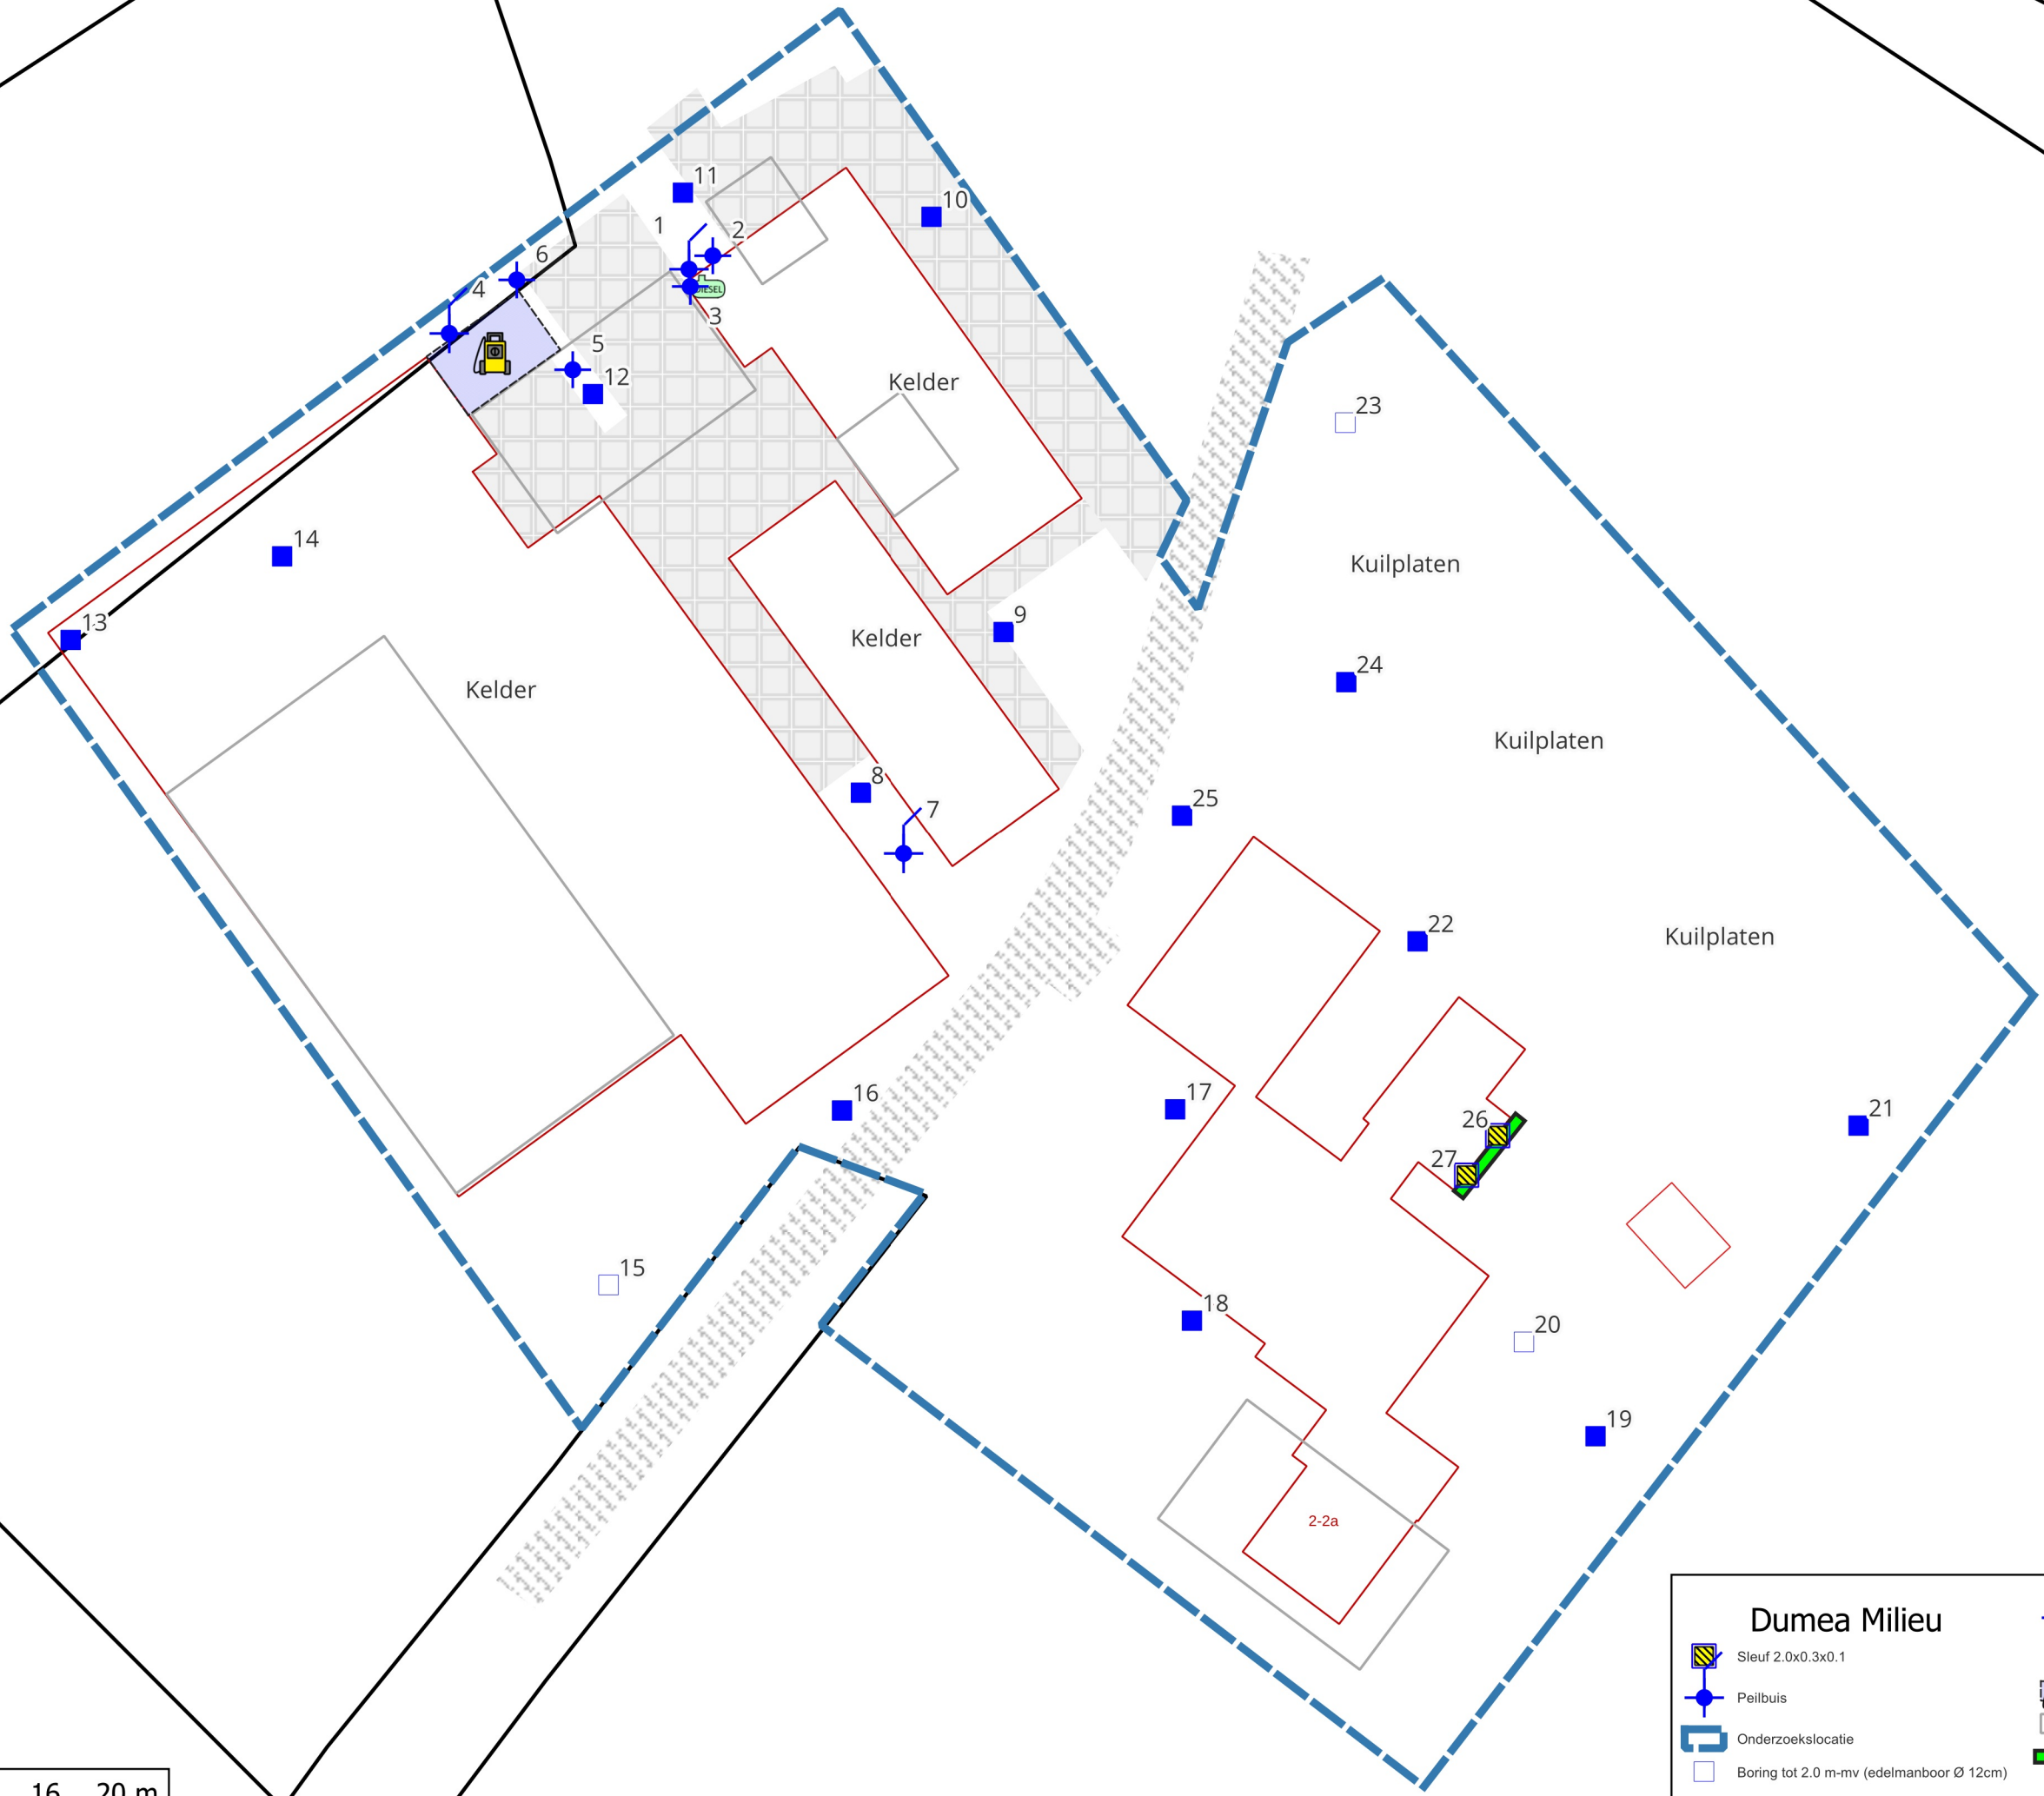 11
10
1
2
6
4
DIESEL
3
5
12
Kelder
23
14
Kuilplaten
13
9
Kelder
24
Kelder
Kuilplaten
8
25
7
22
Kuilplaten
16
17
26
21
27
15
18
20
19
2-2a
Dumea Milieu
Sleuf 2.0x0.3x0.1
Peilbuis
Onderzoekslocatie
Boring tot 2.0 m-mv (edelmanboor Ø 12cm)
16 20 m